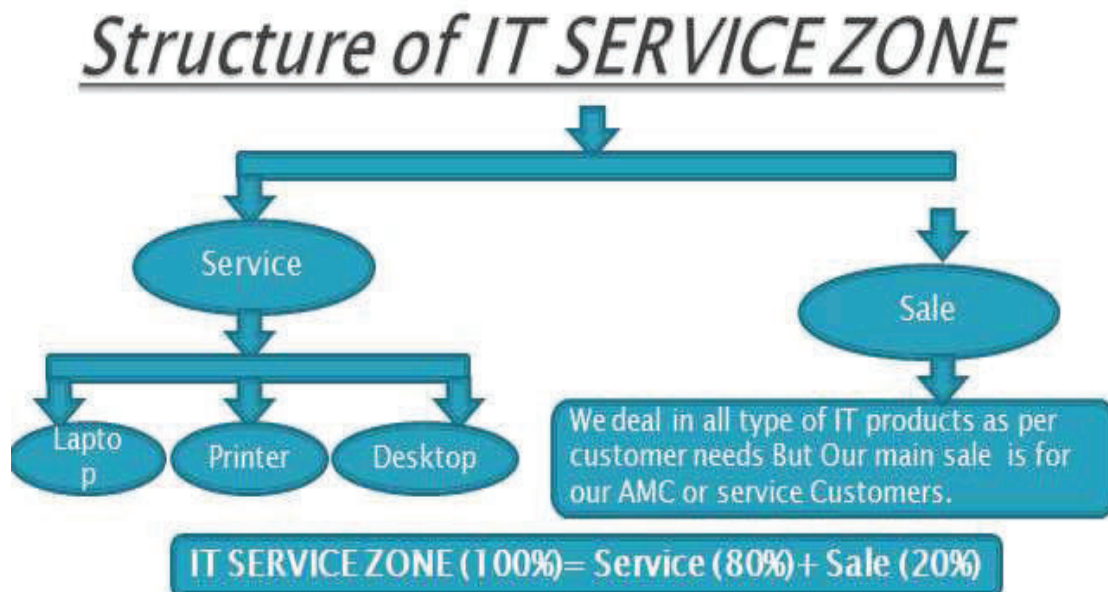 Structure of IT SERVICE ZONE
Service
Sale
Lapto
p
Printer
Desktop
We deal in all type of IT products as per
customer needs But Our main sale is for
our AMC or service Customers.
IT SERVICE ZONE (100%)= Service (80%)+ Sale (20%)